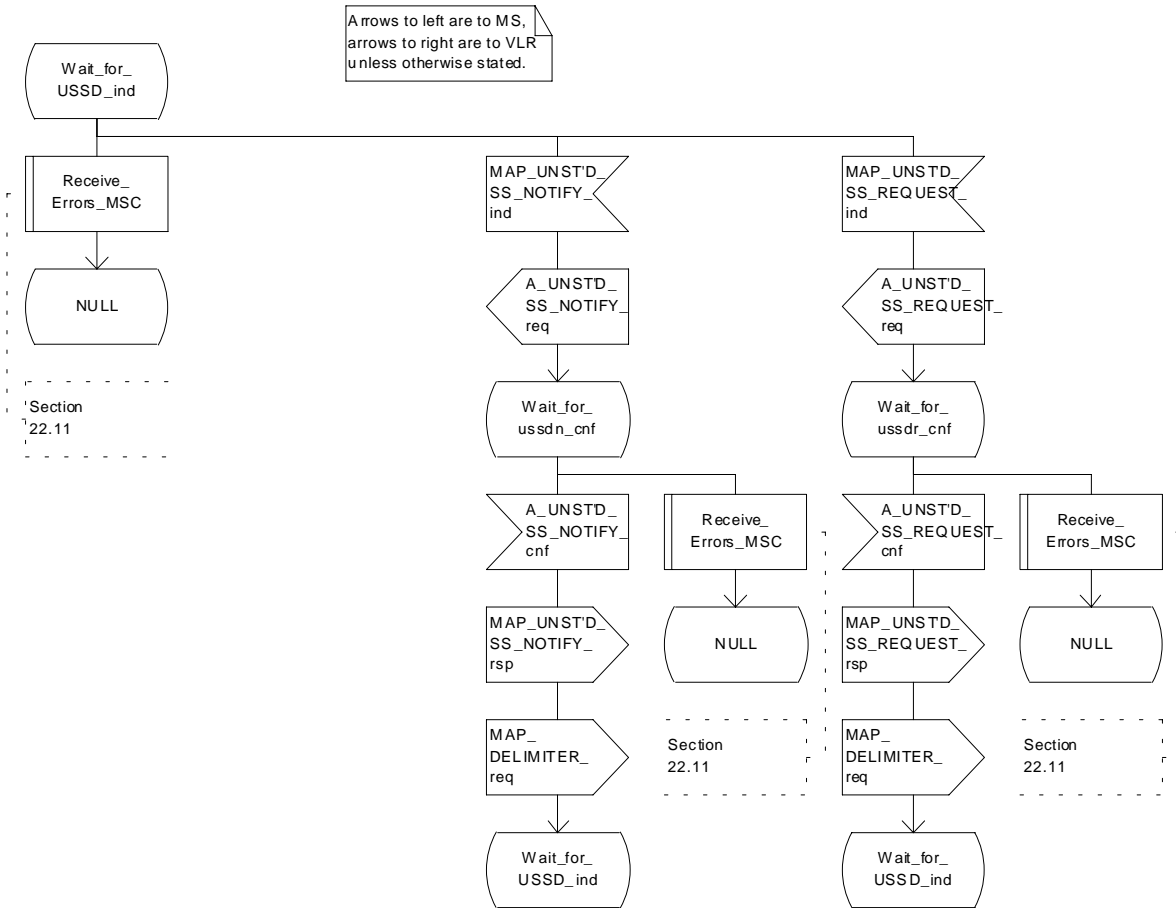 Arrows to left are to MS,
arrows to right are to VLR
unless otherwise stated.
Wait_for_
USSD_ind
Receive_
Errors_MSC
NULL
Section
22.11
MAP_UNST'D_
SS_NOTIFY_
ind
A_UNST'D_
SS_NOTIFY_
req
Wait_for_
ussdn_cnf
A_UNST'D_
SS_NOTIFY_
cnf
MAP_UNST'D_
SS_NOTIFY_
rsp
MAP_
DELIMITER_
req
Wait_for_
USSD_ind
Receive_
Errors_MSC
NULL
Section
22.11
MAP_UNST'D_
SS_REQUEST_
ind
A_UNST'D_
SS_REQUEST_
req
Wait_for_
ussdr_cnf
A_UNST'D_
SS_REQUEST_
cnf
MAP_UNST'D_
SS_REQUEST_
rsp
MAP_
DELIMITER_
req
Wait_for_
USSD_ind
Receive_
Errors_MSC
NULL
Section
22.11